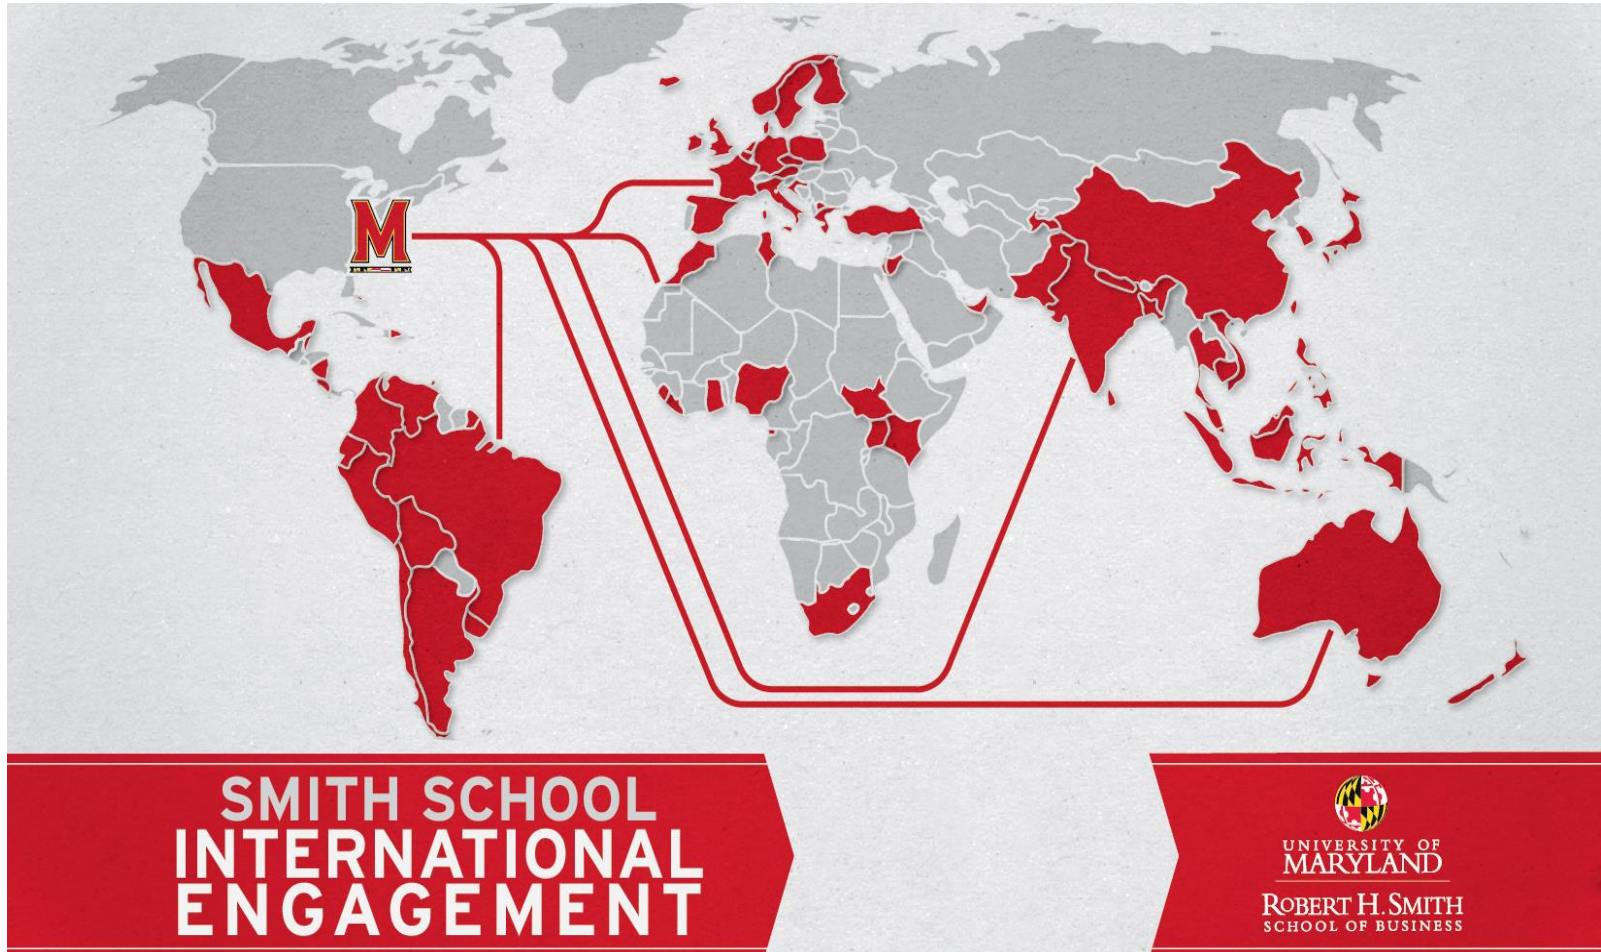 M
SMITH SCHOOL
INTERNATIONAL
ENGAGEMENT
UNIVERSITY OF
MARYLAND
ROBERT H. SMITH
SCHOOL OF BUSINESS